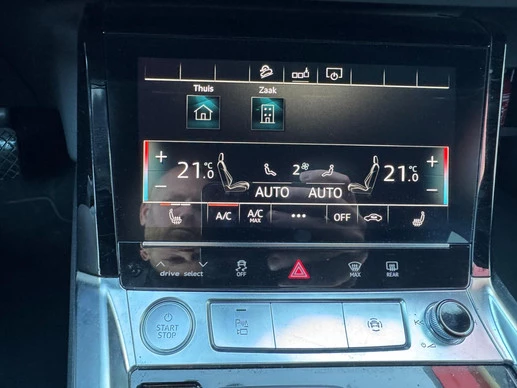 Thuis Zaak
+ 21.0 °C 2 21.0 °C +
AUTO AUTO
− −
A/C A/C MAX ••• OFF
drive select OFF MAX REAR
START STOP